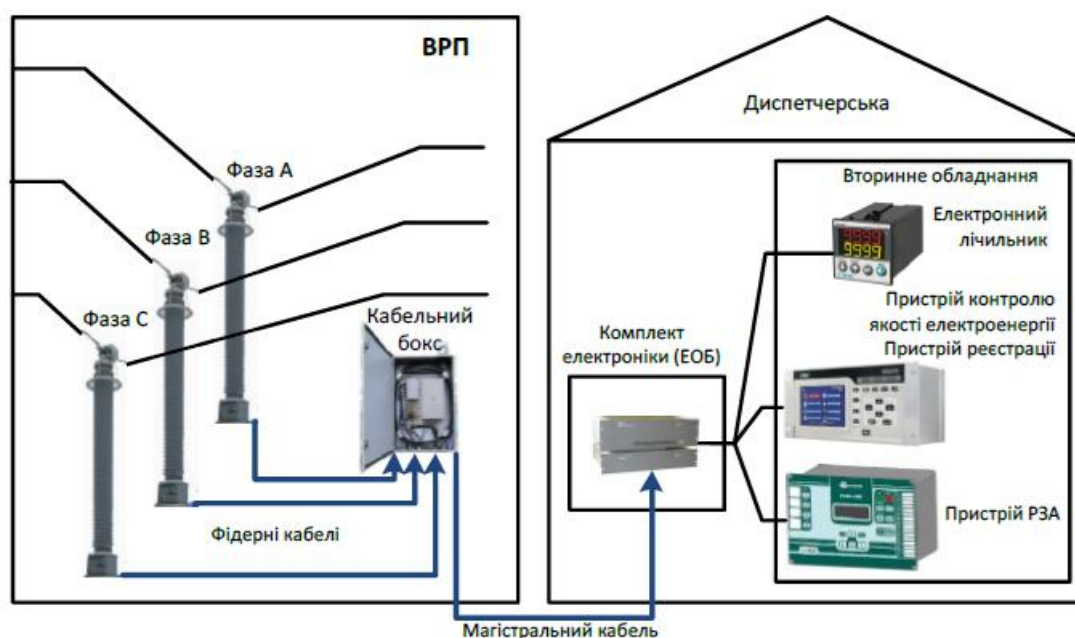 ВРП
Диспетчерська
Фаза A
Фаза B
Фаза C
Кабельний
бокс
Фідерні кабелі
Магістральний кабель
Комплект
електроніки (ЕОБ)
Вторинне обладнання
Електронний
лічильник
9999
9999
Пристрій контролю
якості електроенергії
Пристрій реєстрації
Пристрій РЗА